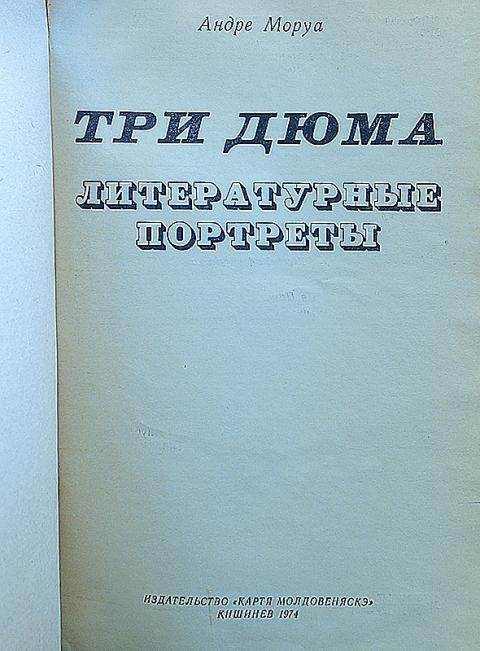 Андре Моруа
ТРИ ДЮМА
ЛИТЕРАТУРНЫЕ
ПОРТРЕТЫ
ИЗДАТЕЛЬСТВО «КАРТЯ МОЛДОВЕНЯСКЭ»
КИШИНЕВ 1974